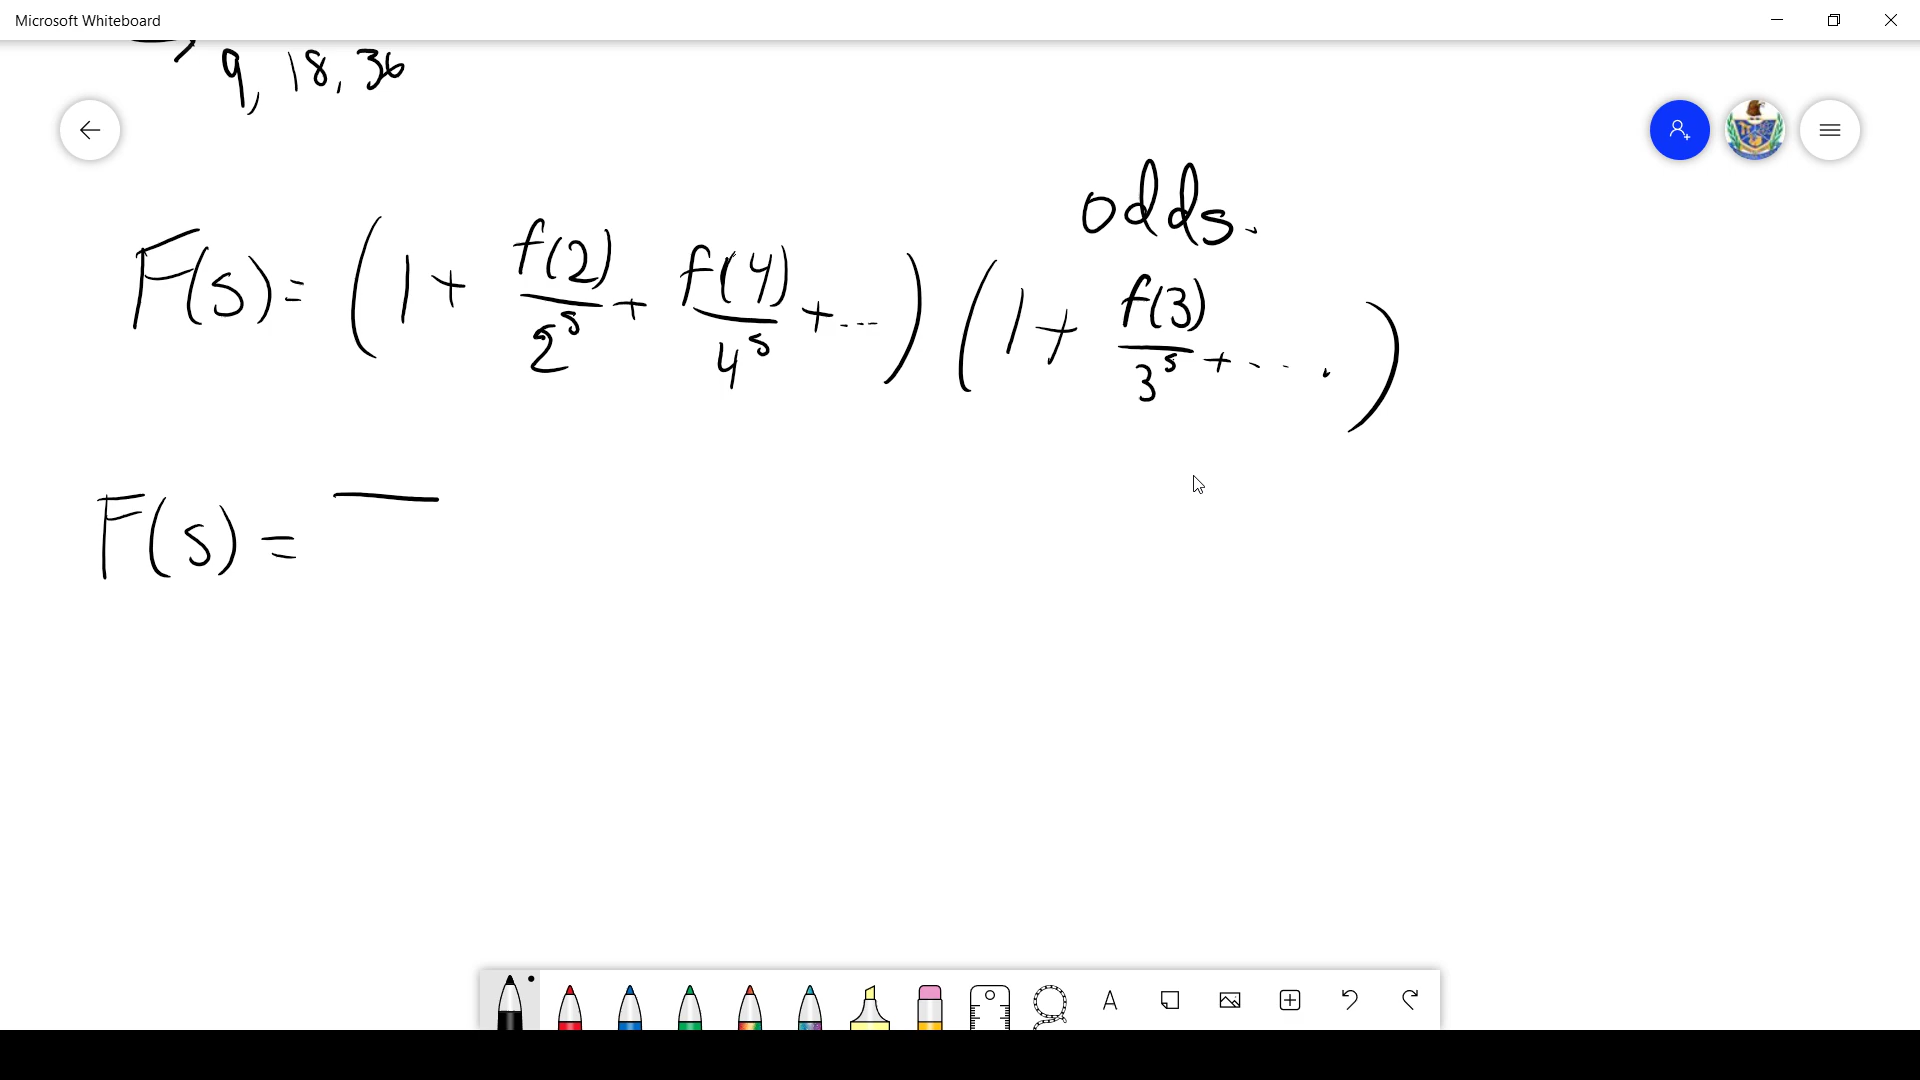 Microsoft Whiteboard
9, 18, 36
odds.
F(s) = (1 + f(2)/2^s + f(4)/4^s + ...) (1 + f(3)/3^s + ....)
F(s) =